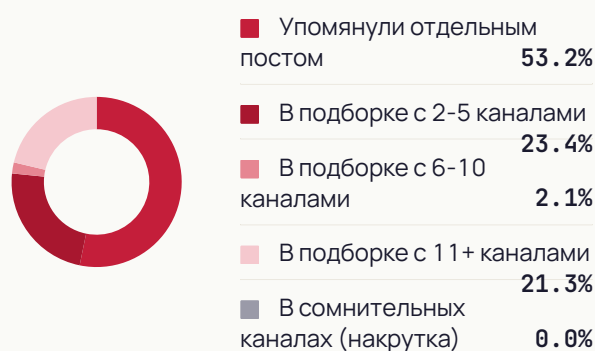 Упомянули отдельным
постом 53.2%
В подборке с 2-5 каналами
23.4%
В подборке с 6-10
каналами 2.1%
В подборке с 11+ каналами
21.3%
В сомнительных
каналах (накрутка) 0.0%